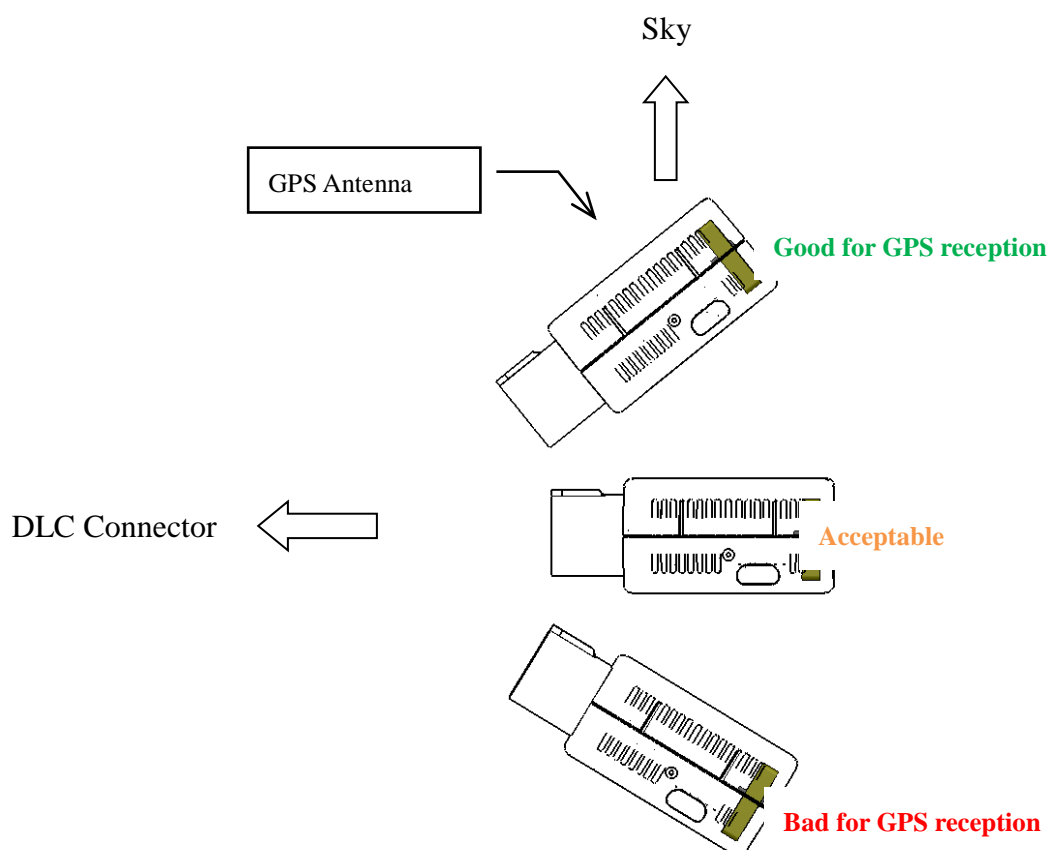 Sky
GPS Antenna
Good for GPS reception
DLC Connector
Acceptable
Bad for GPS reception